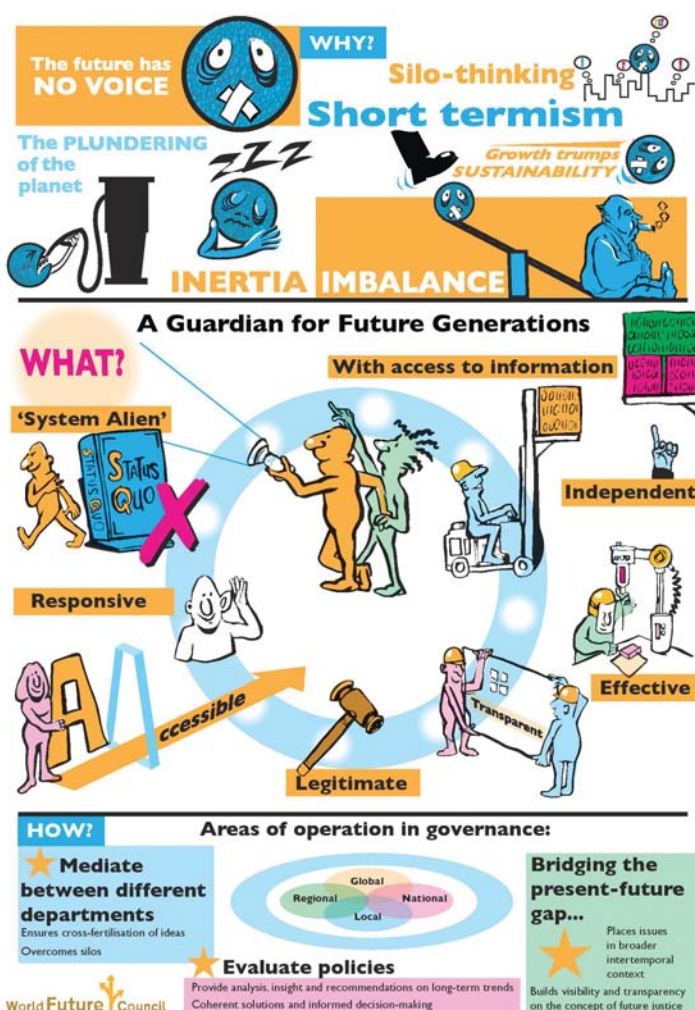 The future has
NO VOICE
WHY?
Silo-thinking
Short termism
The PLUNDERING
of the
planet
ZZZ
Growth trumps
SUSTAINABILITY
INERTIA
IMBALANCE
A Guardian for Future Generations
WHAT?
With access to information
'System Alien'
STATUS QUO
STATUS
QUO
X
Independent
Responsive
Effective
A
ccessible
Transparent
Legitimate
HOW?
Areas of operation in governance:
Mediate
between different
departments
Ensures cross-fertilisation of ideas
Overcomes silos
Global
Regional
National
Local
Evaluate policies
Provide analysis, insight and recommendations on long-term trends
Coherent solutions and informed decision-making
Bridging the
present-future
gap...
Places issues
in broader
intertemporal
context
Builds visibility and transparency
on the concept of future justice
World Future Council